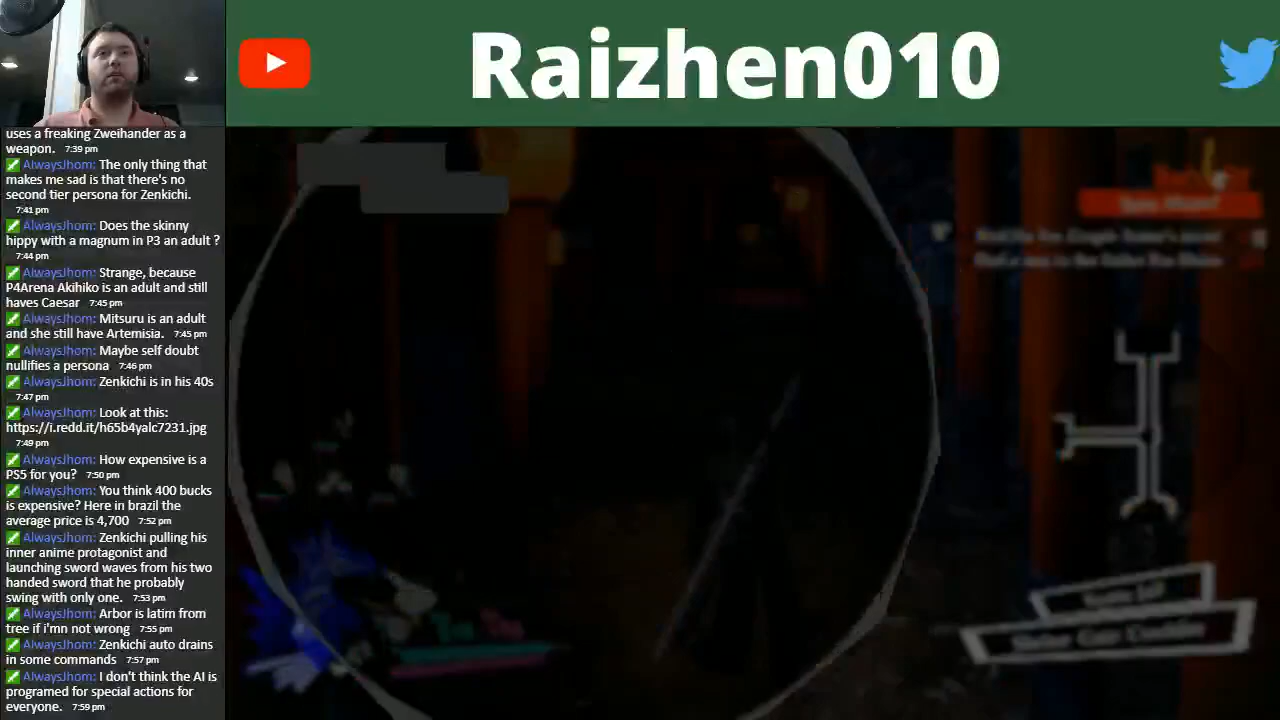 Raizhen010
uses a freaking Zweihander as a
weapon. 7:39 pm
AlwaysJhom: The only thing that
makes me sad is that there's no
second tier persona for Zenkichi.
7:41 pm
AlwaysJhom: Does the skinny
hippy with a magnum in P3 an adult ?
7:44 pm
AlwaysJhom: Strange, because
P4Arena Akihiko is an adult and still
haves Caesar 7:45 pm
AlwaysJhom: Mitsuru is an adult
and she still have Artemisia. 7:45 pm
AlwaysJhom: Maybe self doubt
nullifies a persona 7:46 pm
AlwaysJhom: Zenkichi is in his 40s
7:47 pm
AlwaysJhom: Look at this:
https://i.redd.it/h65b4yalc7231.jpg
7:49 pm
AlwaysJhom: How expensive is a
PS5 for you? 7:50 pm
AlwaysJhom: You think 400 bucks
is expensive? Here in brazil the
average price is 4,700 7:52 pm
AlwaysJhom: Zenkichi pulling his
inner anime protagonist and
launching sword waves from his two
handed sword that he probably
swing with only one. 7:53 pm
AlwaysJhom: Arbor is latim from
tree if i'mn not wrong 7:55 pm
AlwaysJhom: Zenkichi auto drains
in some commands 7:57 pm
AlwaysJhom: I don't think the AI is
programed for special actions for
everyone. 7:59 pm